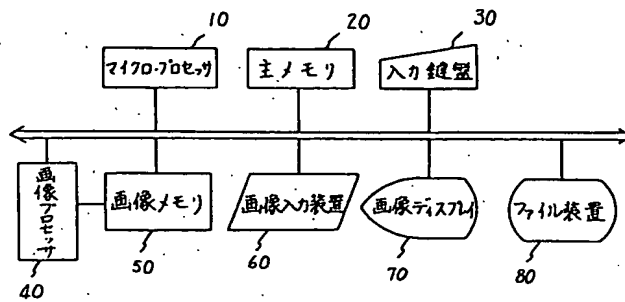 10
20
30
マイクロ・プロセッサ
主メモリ
入力鍵盤
画像プロセッサ
画像メモリ
画像入力装置
画像ディスプレイ
ファイル装置
40
50
60
70
80